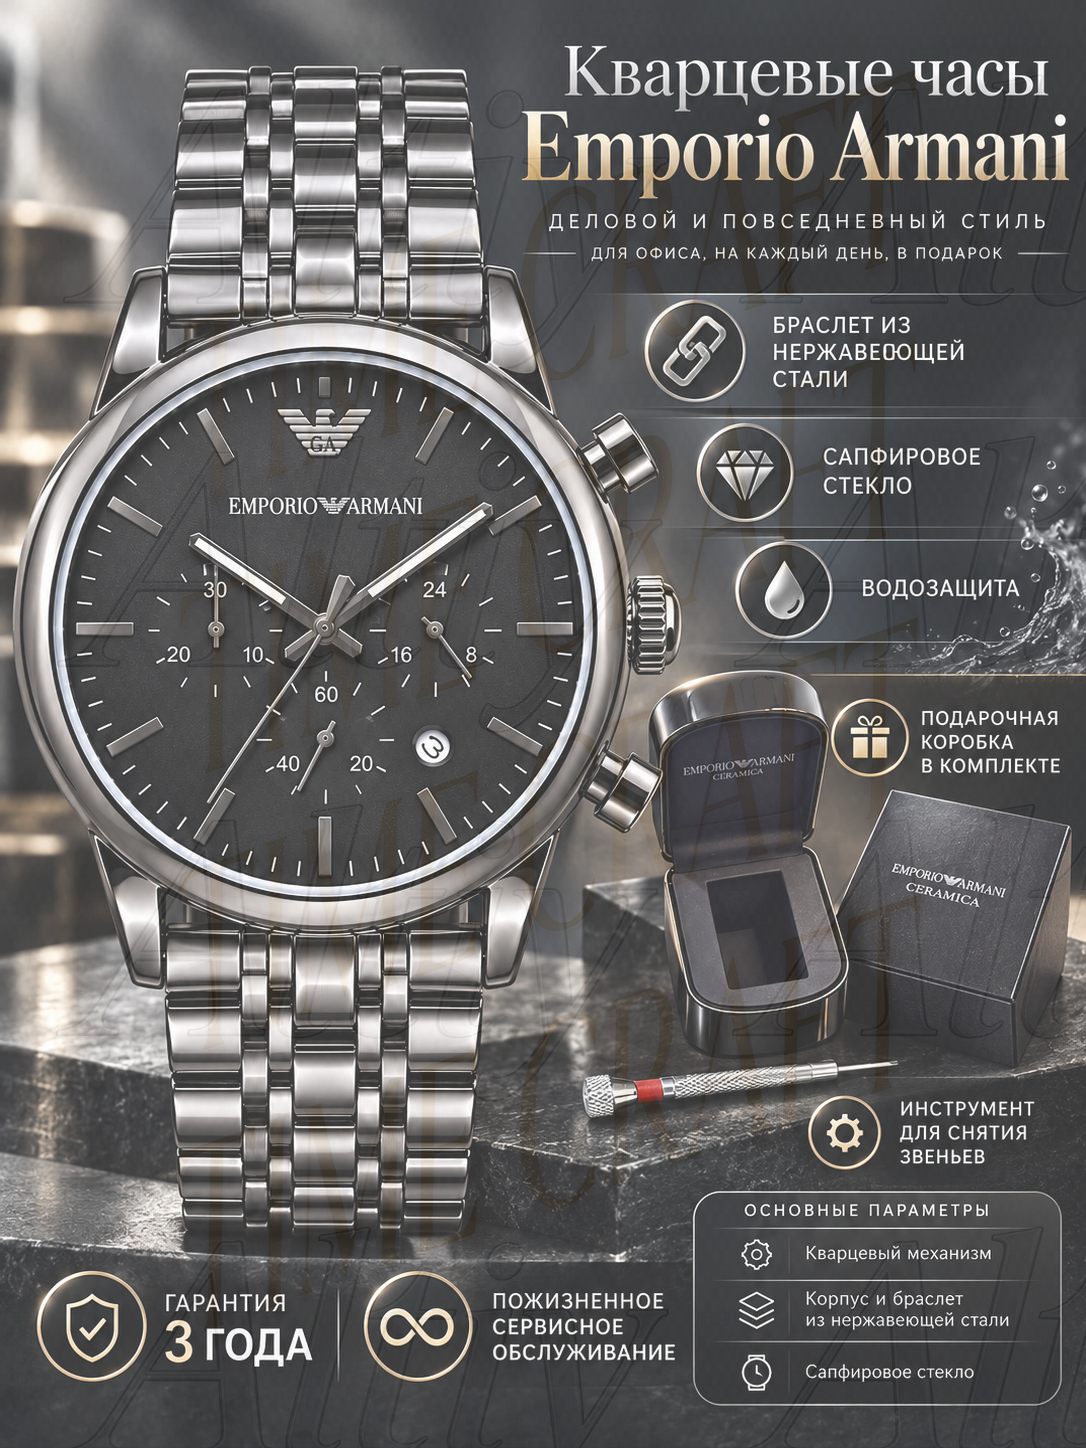 Кварцевые часы
Emporio Armani
ДЕЛОВОЙ И ПОВСЕДНЕВНЫЙ СТИЛЬ
ДЛЯ ОФИСА, НА КАЖДЫЙ ДЕНЬ, В ПОДАРОК
БРАСЛЕТ ИЗ
НЕРЖАВЕЮЩЕЙ
СТАЛИ
САПФИРОВОЕ
СТЕКЛО
ВОДОЗАЩИТА
GA
EMPORIO ARMANI
30
24
20
10
16
8
60
40
20
3
ПОДАРОЧНАЯ
КОРОБКА
В КОМПЛЕКТЕ
EMPORIO ARMANI
CERAMICA
EMPORIO ARMANI
CERAMICA
ИНСТРУМЕНТ
ДЛЯ СНЯТИЯ
ЗВЕНЬЕВ
ОСНОВНЫЕ ПАРАМЕТРЫ
Кварцевый механизм
Корпус и браслет
из нержавеющей стали
Сапфировое стекло
ГАРАНТИЯ
3 ГОДА
ПОЖИЗНЕННОЕ
СЕРВИСНОЕ
ОБСЛУЖИВАНИЕ